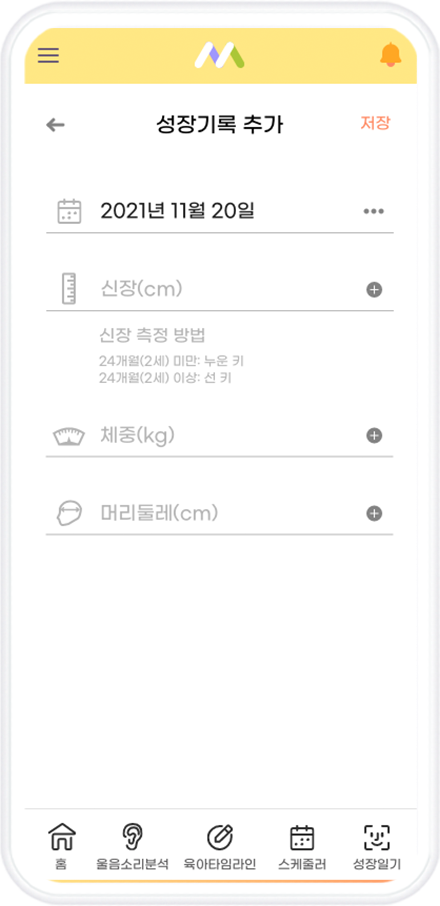 성장기록 추가
저장
2021년 11월 20일
신장(cm)
신장 측정 방법
24개월(2세) 미만: 누운 키
24개월(2세) 이상: 선 키
체중(kg)
머리둘레(cm)
홈
울음소리분석
육아타임라인
스케줄러
성장일기